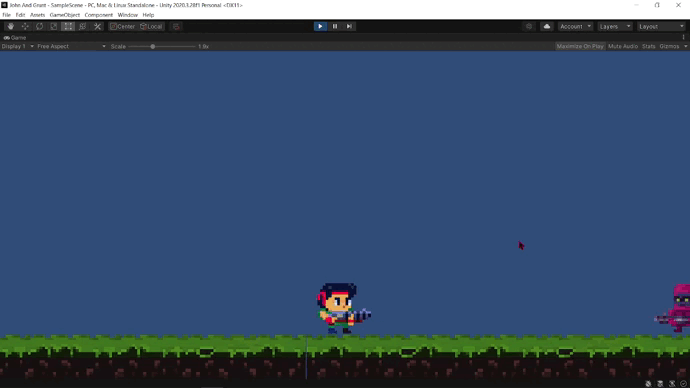 John And Grunt - SampleScene - PC, Mac & Linux Standalone - Unity 2020.3.28f1 Personal <DX11>
File Edit Assets GameObject Component Window Help
Center Local Account Layers Layout
Game
Display 1 Free Aspect Scale 1.8x Maximize On Play Mute Audio Stats Gizmos